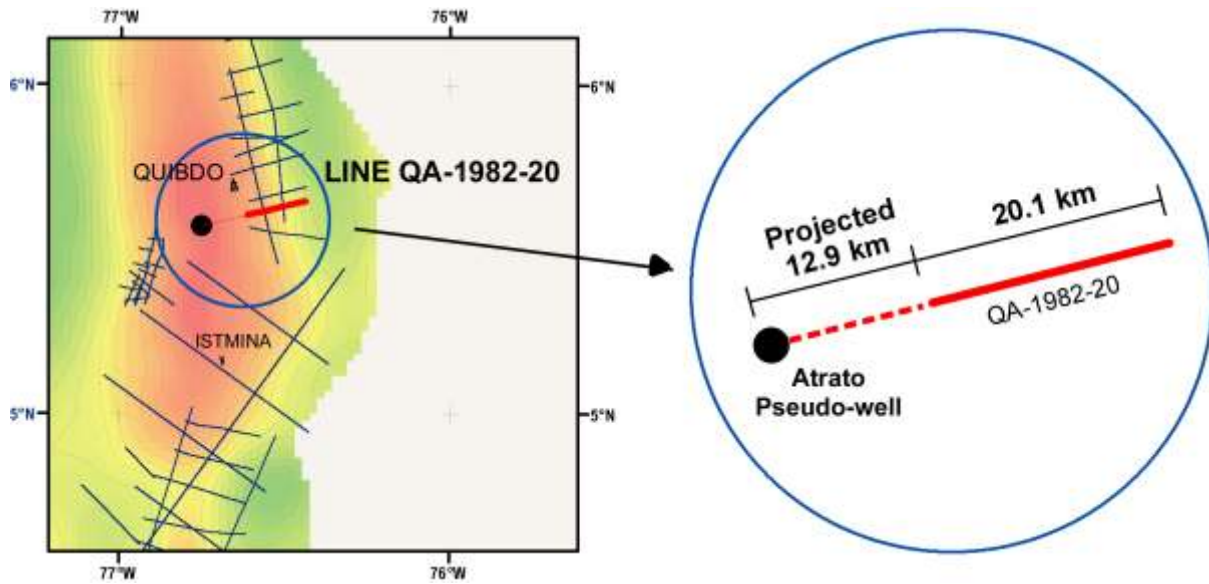 77°W
76°W
6°N
6°N
QUIBDO
LINE QA-1982-20
ISTMINA
5°N
5°N
77°W
76°W
Projected
12.9 km
20.1 km
QA-1982-20
Atrato
Pseudo-well